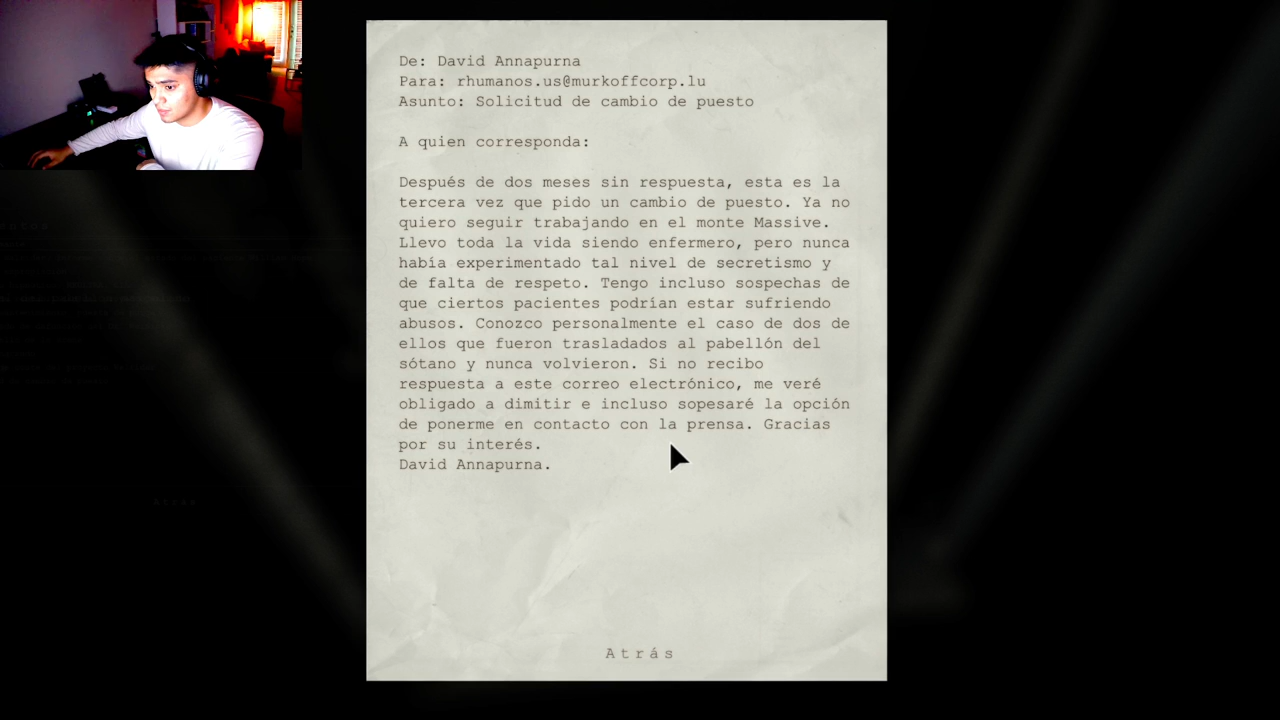 De: David Annapurna
Para: rhumanos.us@murkoffcorp.lu
Asunto: Solicitud de cambio de puesto
A quien corresponda:
Después de dos meses sin respuesta, esta es la
tercera vez que pido un cambio de puesto. Ya no
quiero seguir trabajando en el monte Massive.
Llevo toda la vida siendo enfermero, pero nunca
había experimentado tal nivel de secretismo y
de falta de respeto. Tengo incluso sospechas de
que ciertos pacientes podrían estar sufriendo
abusos. Conozco personalmente el caso de dos de
ellos que fueron trasladados al pabellón del
sótano y nunca volvieron. Si no recibo
respuesta a este correo electrónico, me veré
obligado a dimitir e incluso sopesaré la opción
de ponerme en contacto con la prensa. Gracias
por su interés.
David Annapurna.
Atrás
Atrás